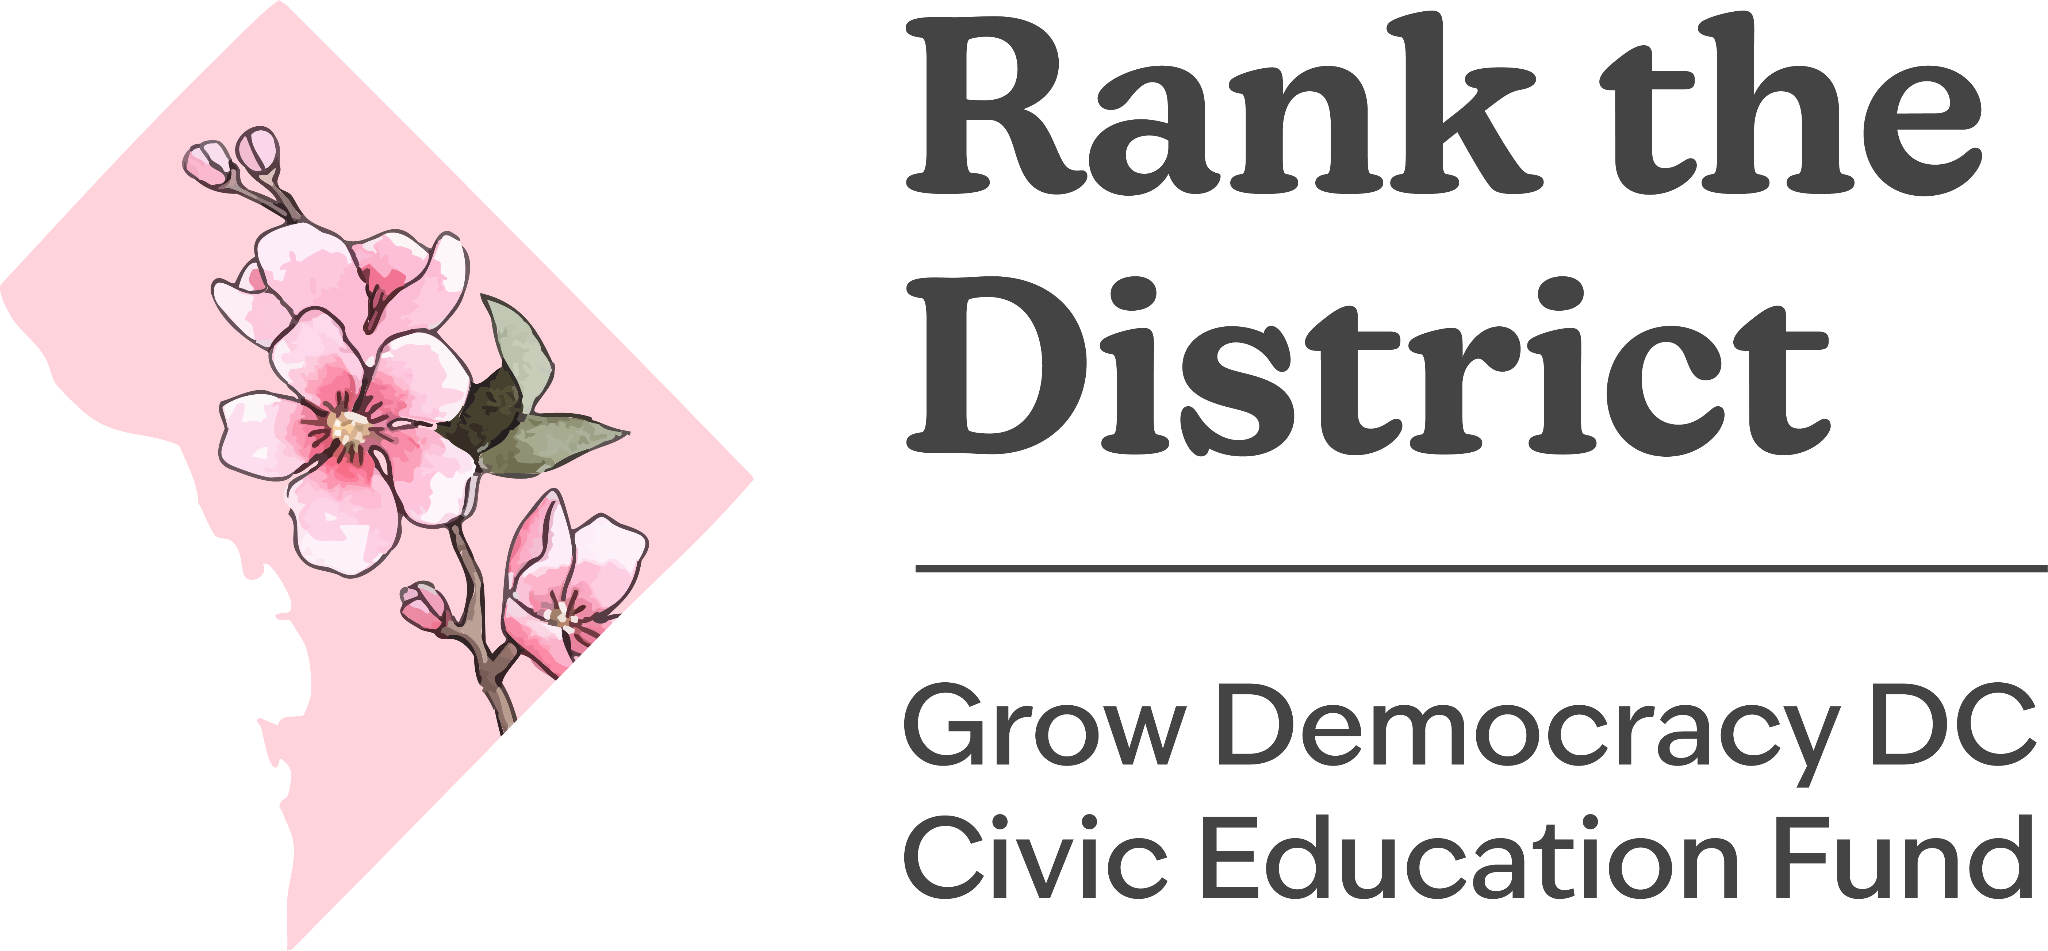 Rank the
District
Grow Democracy DC
Civic Education Fund